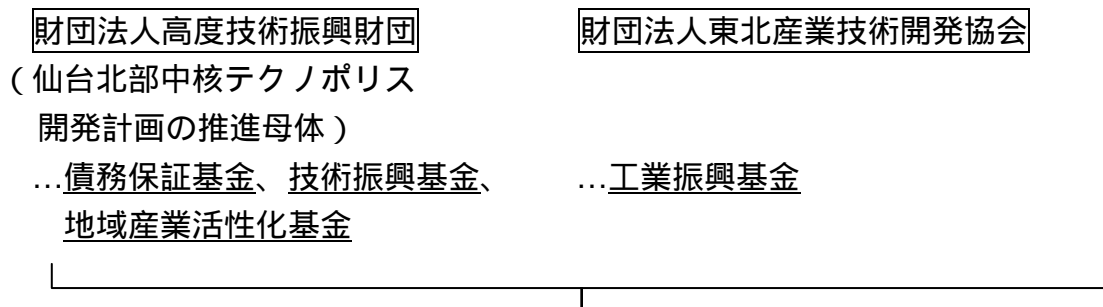 財団法人高度技術振興財団
財団法人東北産業技術開発協会
（仙台北部中核テクノポリス
開発計画の推進母体）
…債務保証基金、技術振興基金、
…工業振興基金
地域産業活性化基金